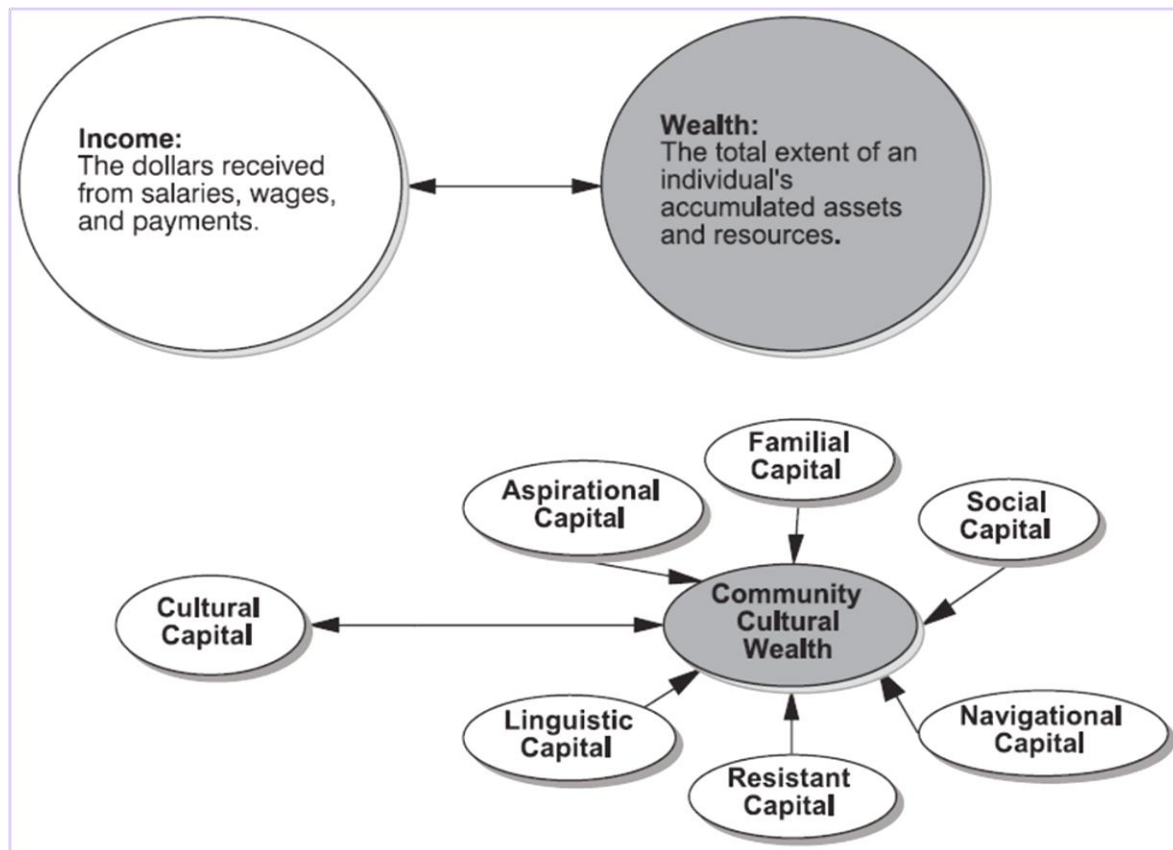 Income:
The dollars received
from salaries, wages,
and payments.
Wealth:
The total extent of an
individual's
accumulated assets
and resources.
Familial
Capital
Aspirational
Capital
Social
Capital
Cultural
Capital
Community
Cultural
Wealth
Linguistic
Capital
Navigational
Capital
Resistant
Capital